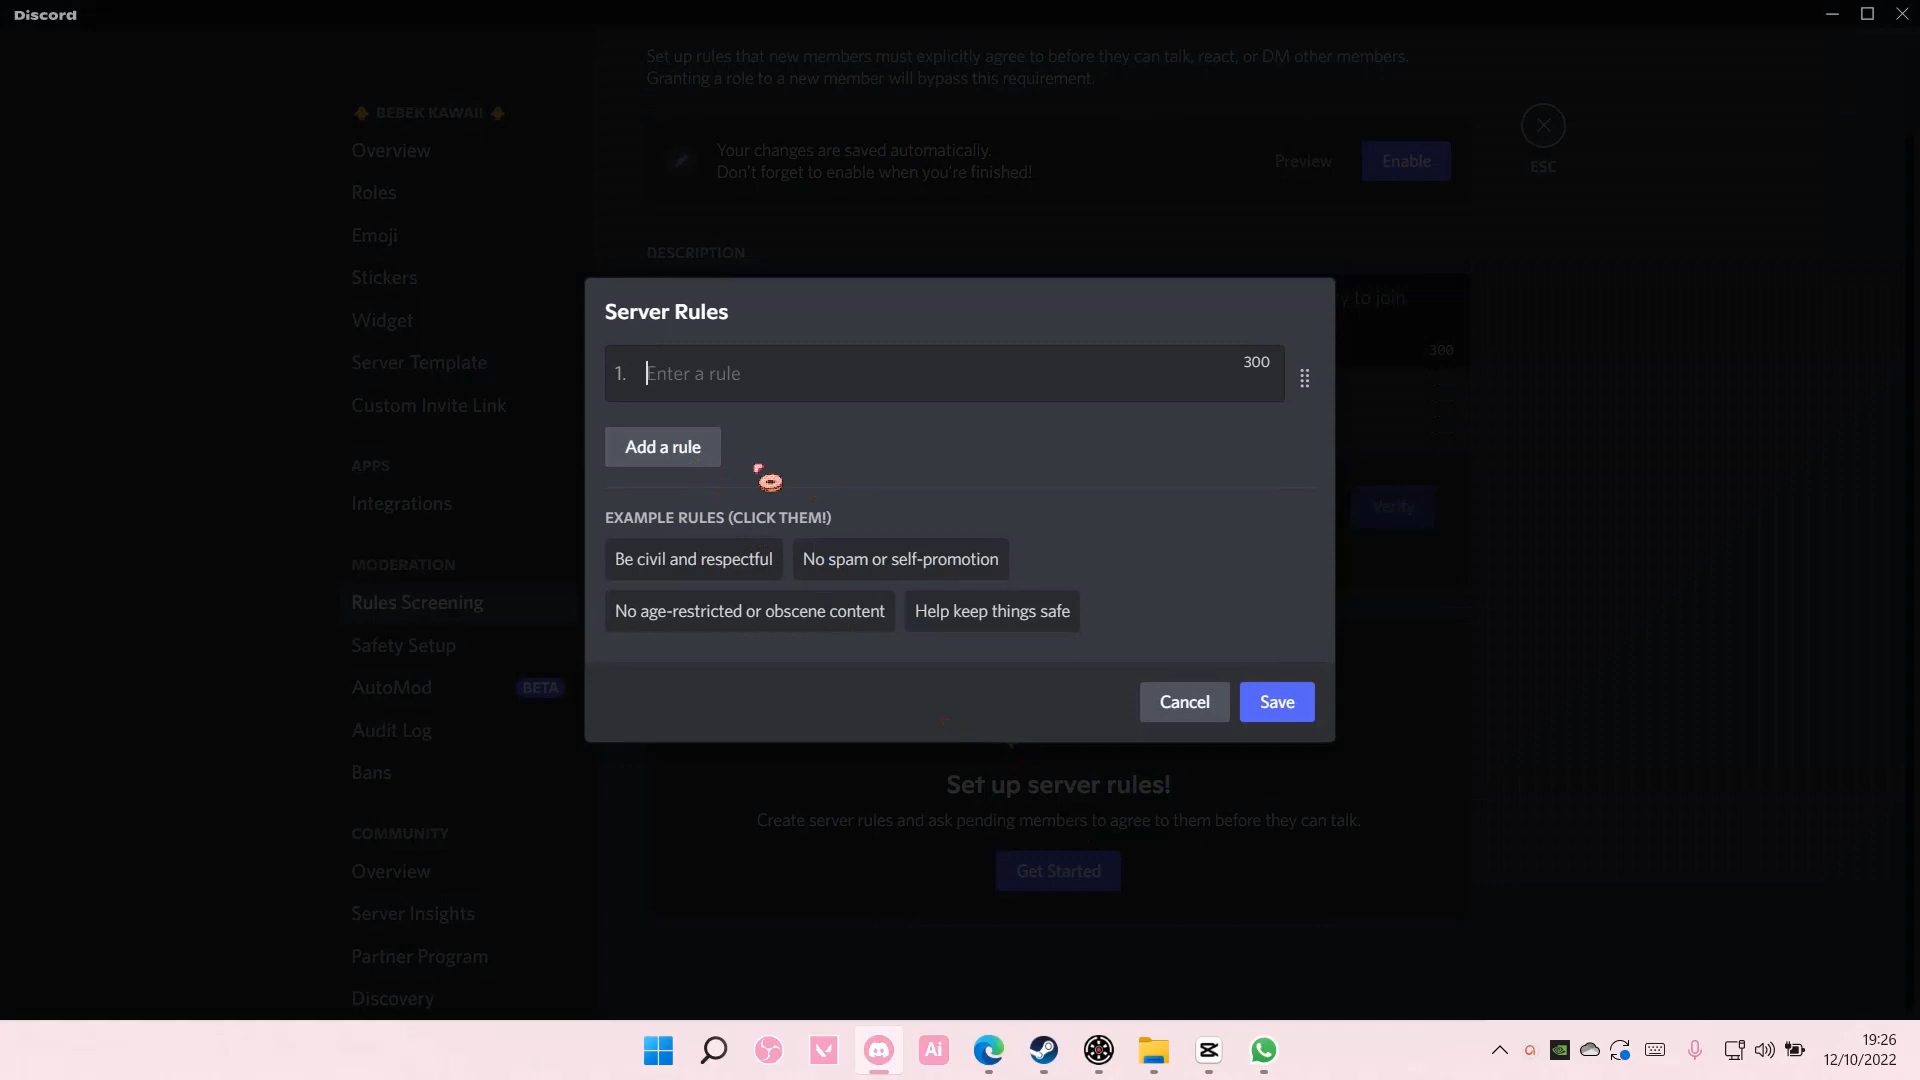 Discord
Set up rules that new members must explicitly agree to before they can talk, react, or DM other members.
Granting a role to a new member will bypass this requirement.
BEBEK KAWAII
Overview
Roles
Emoji
Stickers
Widget
Server Template
Custom Invite Link
APPS
Integrations
MODERATION
Rules Screening
Safety Setup
AutoMod BETA
Audit Log
Bans
COMMUNITY
Overview
Server Insights
Partner Program
Discovery
Your changes are saved automatically.
Don't forget to enable when you're finished!
Preview Enable
ESC
DESCRIPTION
to join
300
Verify
Server Rules
1. Enter a rule 300
Add a rule
EXAMPLE RULES (CLICK THEM!)
Be civil and respectful No spam or self-promotion
No age-restricted or obscene content Help keep things safe
Cancel Save
Set up server rules!
Create server rules and ask pending members to agree to them before they can talk.
Get Started
Ai
19:26
12/10/2022